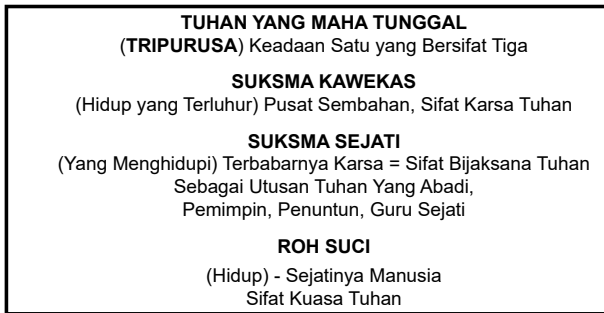 TUHAN YANG MAHA TUNGGAL
(TRIPURUSA) Keadaan Satu yang Bersifat Tiga
SUKSMA KAWEKAS
(Hidup yang Terluhur) Pusat Sembahan, Sifat Karsa Tuhan
SUKSMA SEJATI
(Yang Menghidupi) Terbabarnya Karsa = Sifat Bijaksana Tuhan
Sebagai Utusan Tuhan Yang Abadi,
Pemimpin, Penuntun, Guru Sejati
ROH SUCI
(Hidup) - Sejatinya Manusia
Sifat Kuasa Tuhan